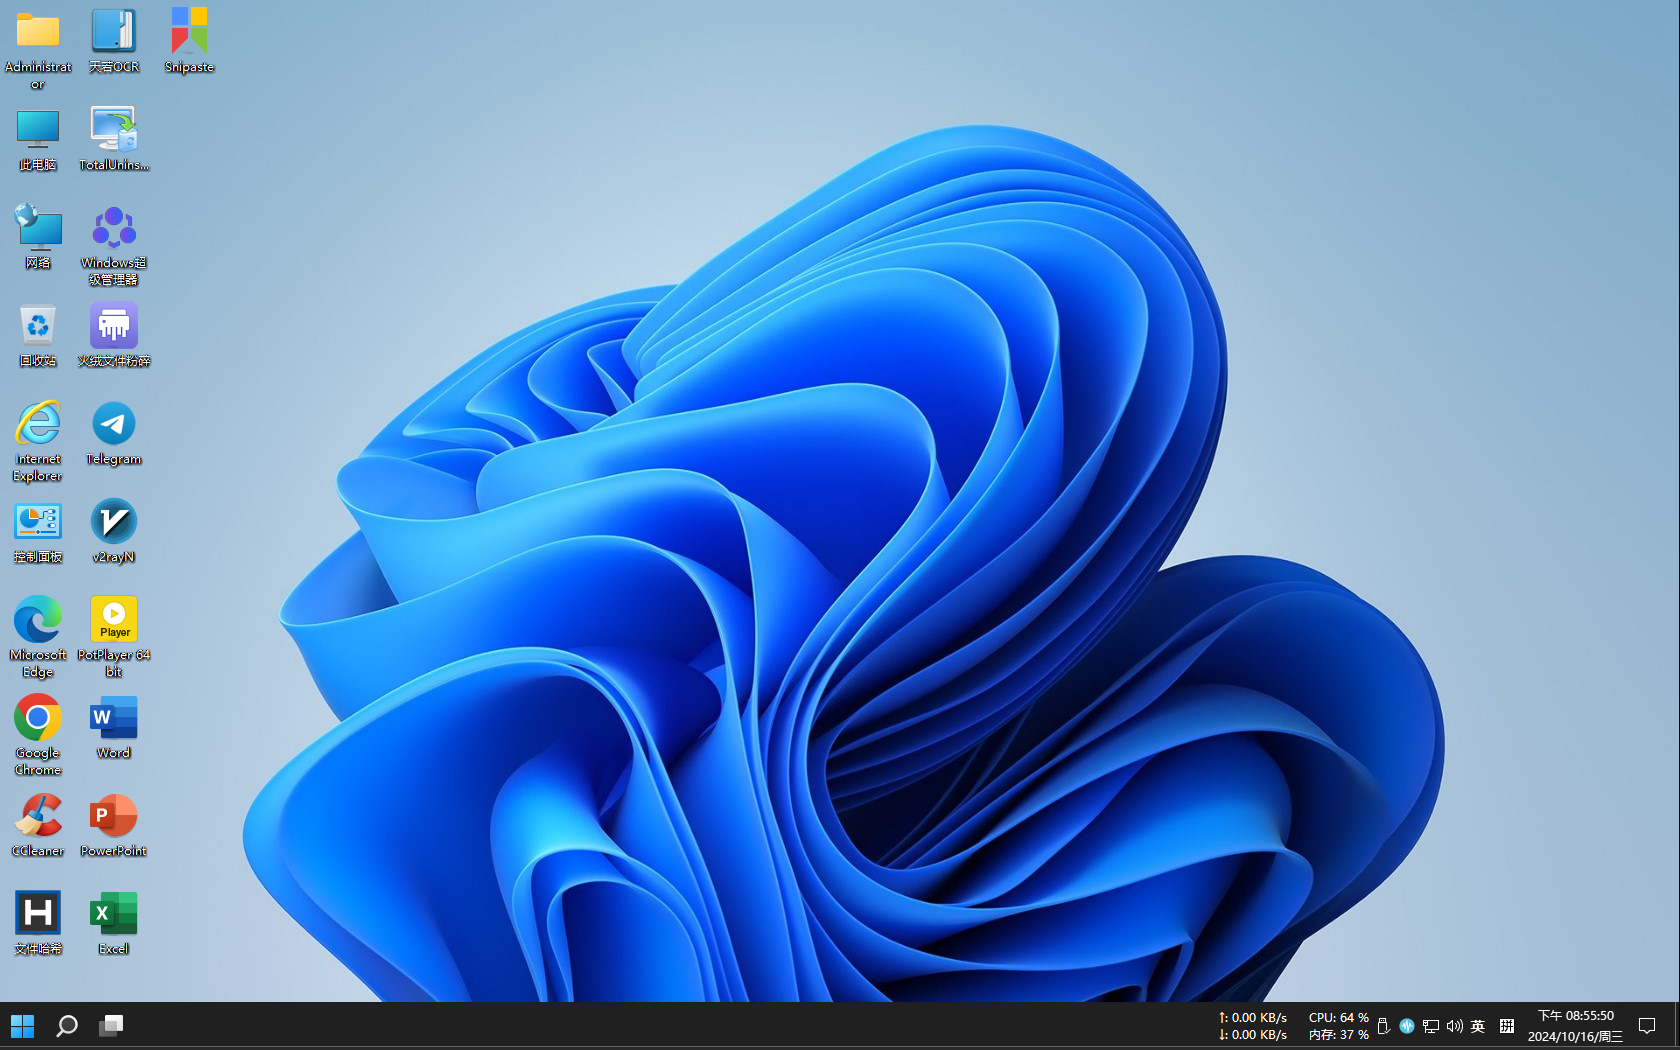 Administrat
or
天若OCR
Snipaste
此电脑
TotalUnins...
网络
Windows超
级管理器
回收站
火绒文件粉碎
Internet
Explorer
Telegram
控制面板
v2rayN
Microsoft
Edge
Player
PotPlayer 64
bit
Google
Chrome
W
Word
CCleaner
P
PowerPoint
H
文件哈希
X
Excel
↑: 0.00 KB/s
↓: 0.00 KB/s
CPU: 64 %
内存: 37 %
英
拼
下午 08:55:50
2024/10/16/周三